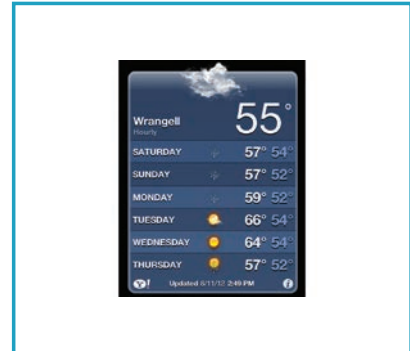 55°
Wrangell
Hourly
SATURDAY 57° 54°
SUNDAY 57° 52°
MONDAY 59° 52°
TUESDAY 66° 54°
WEDNESDAY 64° 54°
THURSDAY 57° 52°
Y! Updated 8/11/12 2:49 PM i